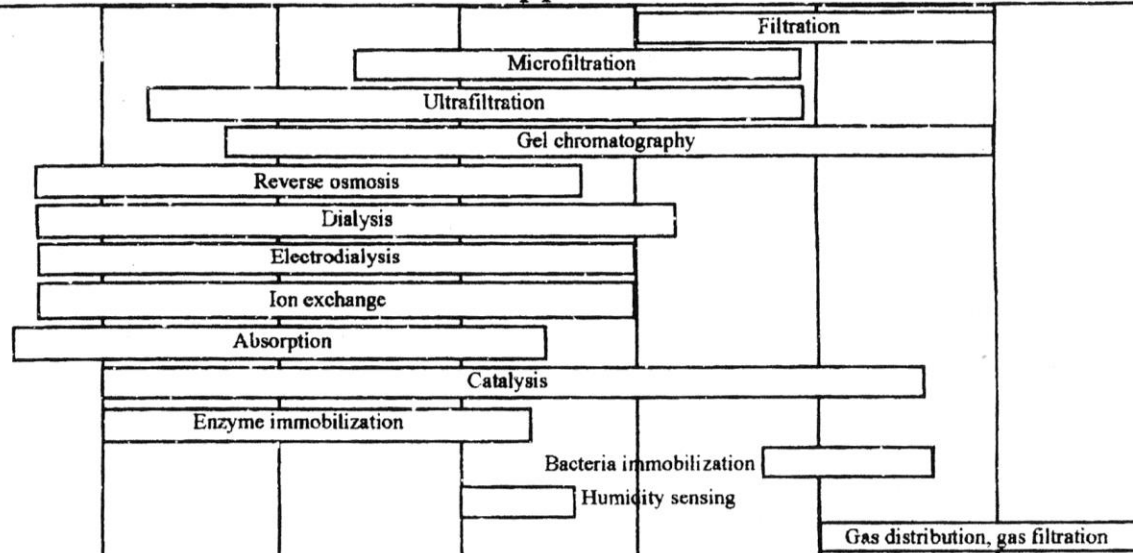 Filtration
Microfiltration
Ultrafiltration
Gel chromatography
Reverse osmosis
Dialysis
Electrodialysis
Ion exchange
Absorption
Catalysis
Enzyme immobilization
Bacteria immobilization
Humidity sensing
Gas distribution, gas filtration